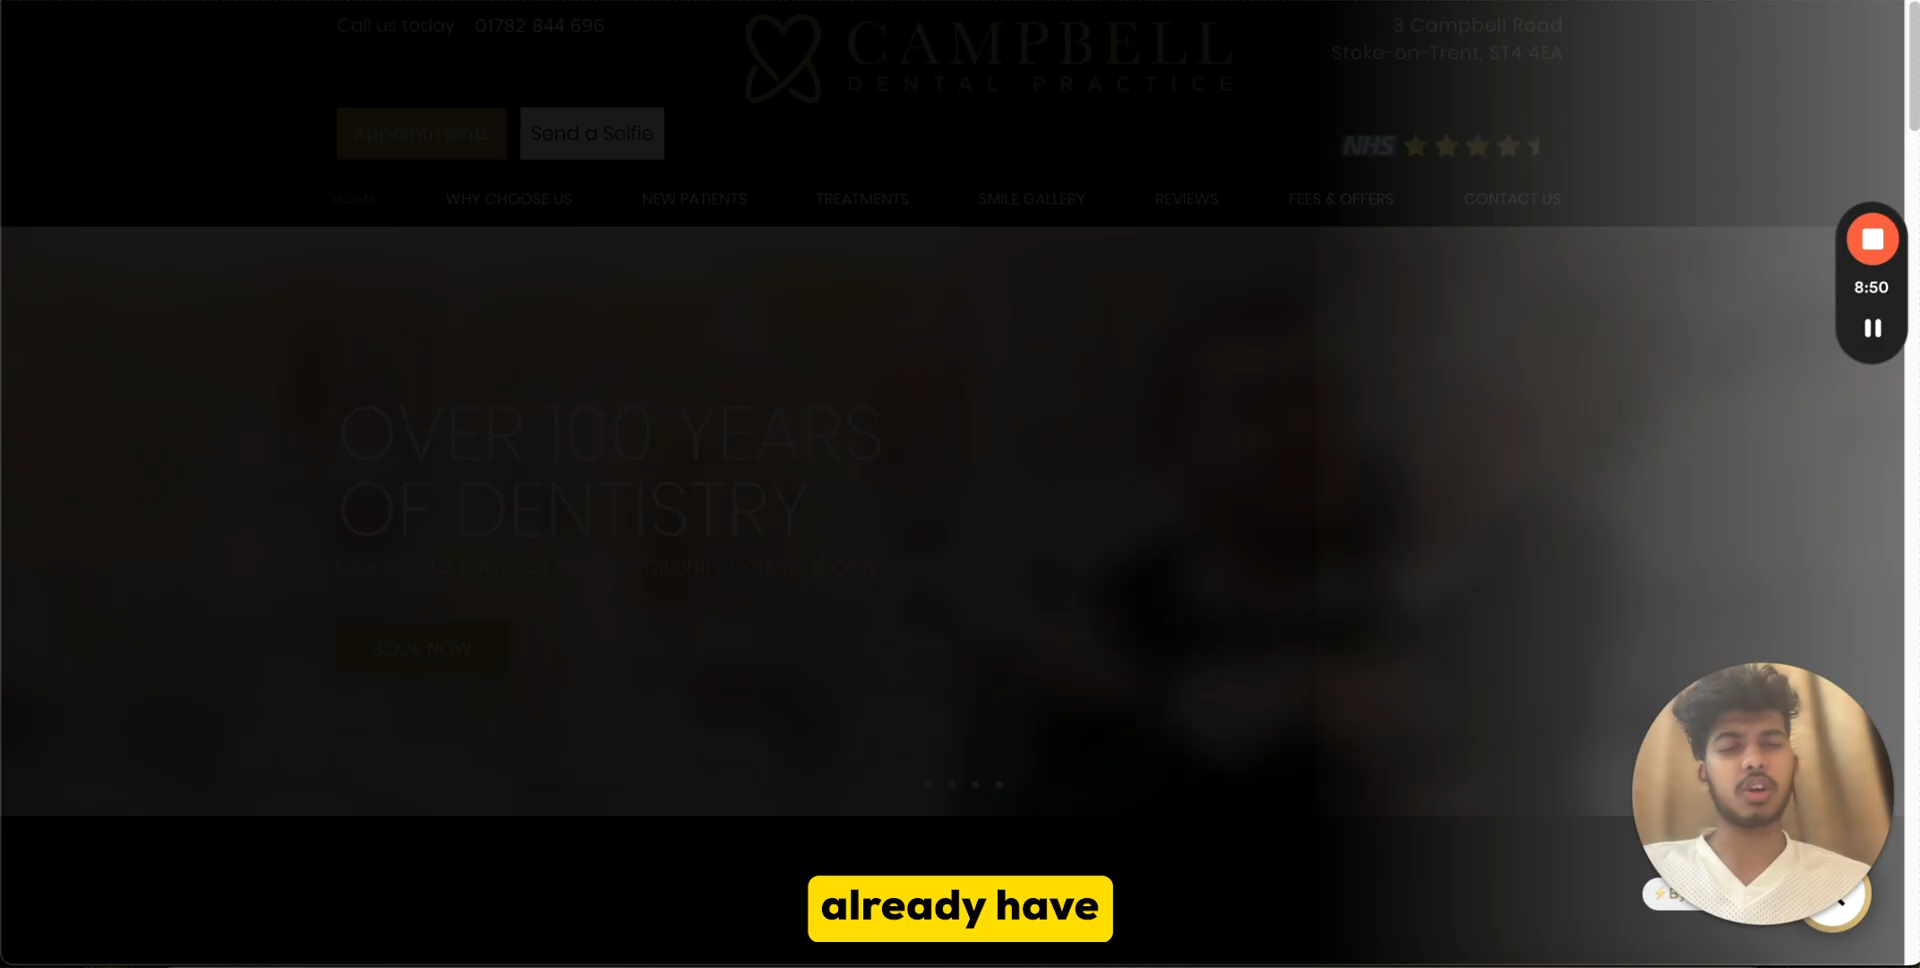 Call us today 01782 844 696
CAMPBELL
DENTAL PRACTICE
3 Campbell Road
Stoke-on-Trent, ST4 4EA
Appointments
Send a Selfie
NHS
HOME
WHY CHOOSE US
NEW PATIENTS
TREATMENTS
SMILE GALLERY
REVIEWS
FEES & OFFERS
CONTACT US
8:50
OVER 100 YEARS
OF DENTISTRY
BOOK NOW
already have